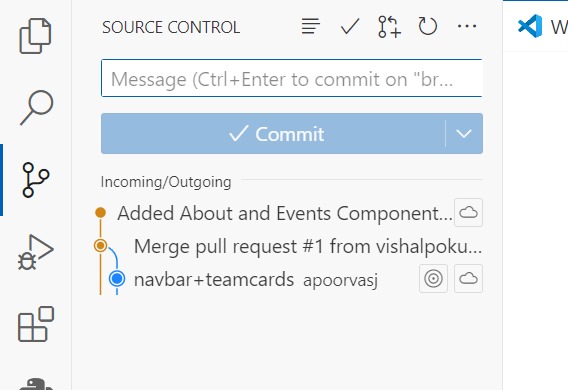 SOURCE CONTROL
W
Message (Ctrl+Enter to commit on "br...
Commit
Incoming/Outgoing
Added About and Events Component...
Merge pull request #1 from vishalpoku...
navbar+teamcards apoorvasj